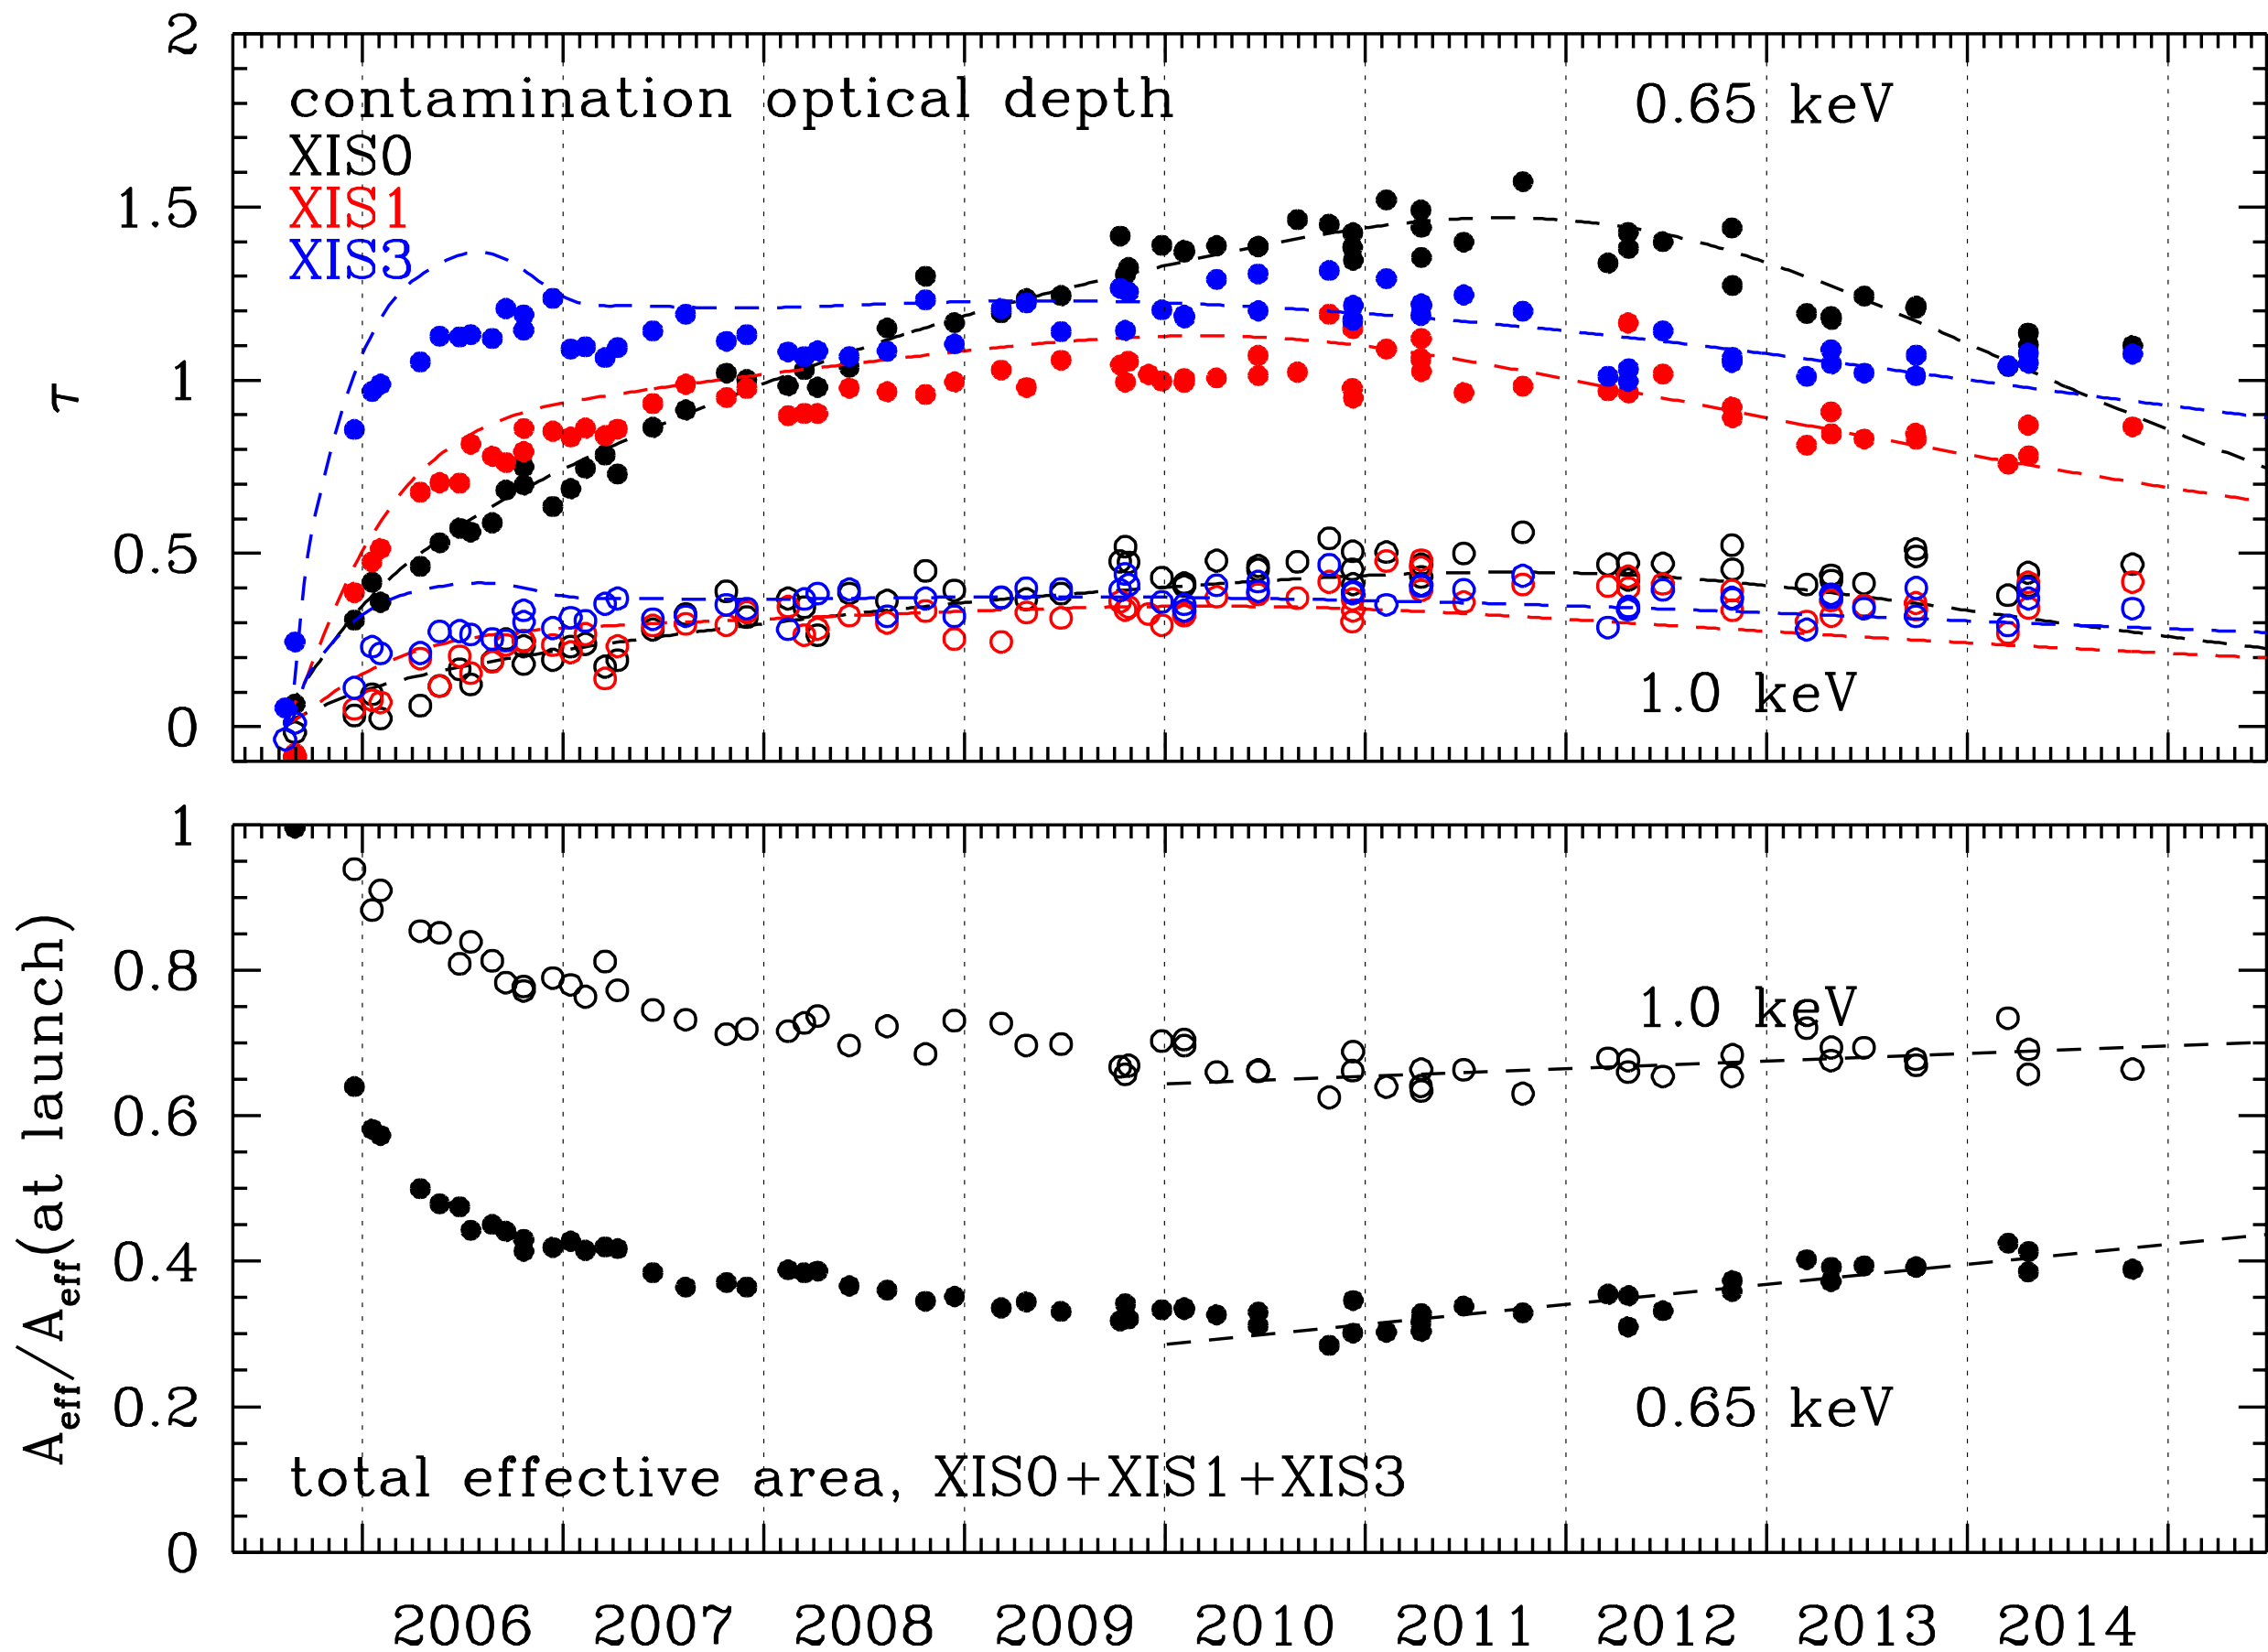 2
contamination optical depth 0.65 keV
XIS0
1.5
XIS1
XIS3
1
τ
0.5
1.0 keV
0
1
0.8
1.0 keV
0.6
A_eff/A_eff(at launch)
0.4
0.2
0.65 keV
total effective area, XIS0+XIS1+XIS3
0
2006 2007 2008 2009 2010 2011 2012 2013 2014